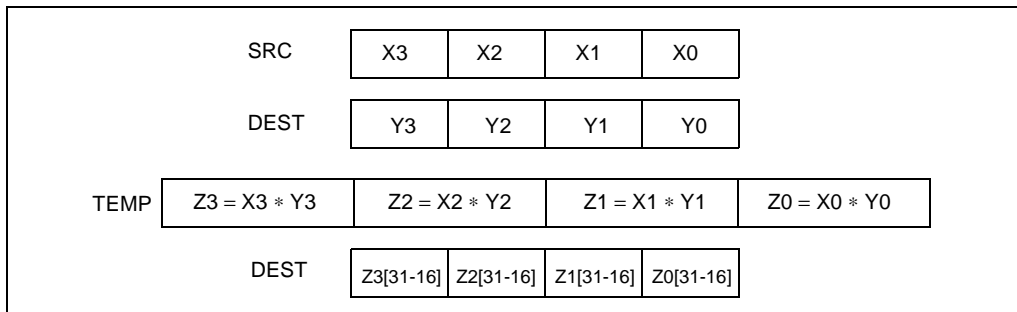 SRC X3 X2 X1 X0
DEST Y3 Y2 Y1 Y0
TEMP Z3 = X3 ∗ Y3 Z2 = X2 ∗ Y2 Z1 = X1 ∗ Y1 Z0 = X0 ∗ Y0
DEST Z3[31-16] Z2[31-16] Z1[31-16] Z0[31-16]